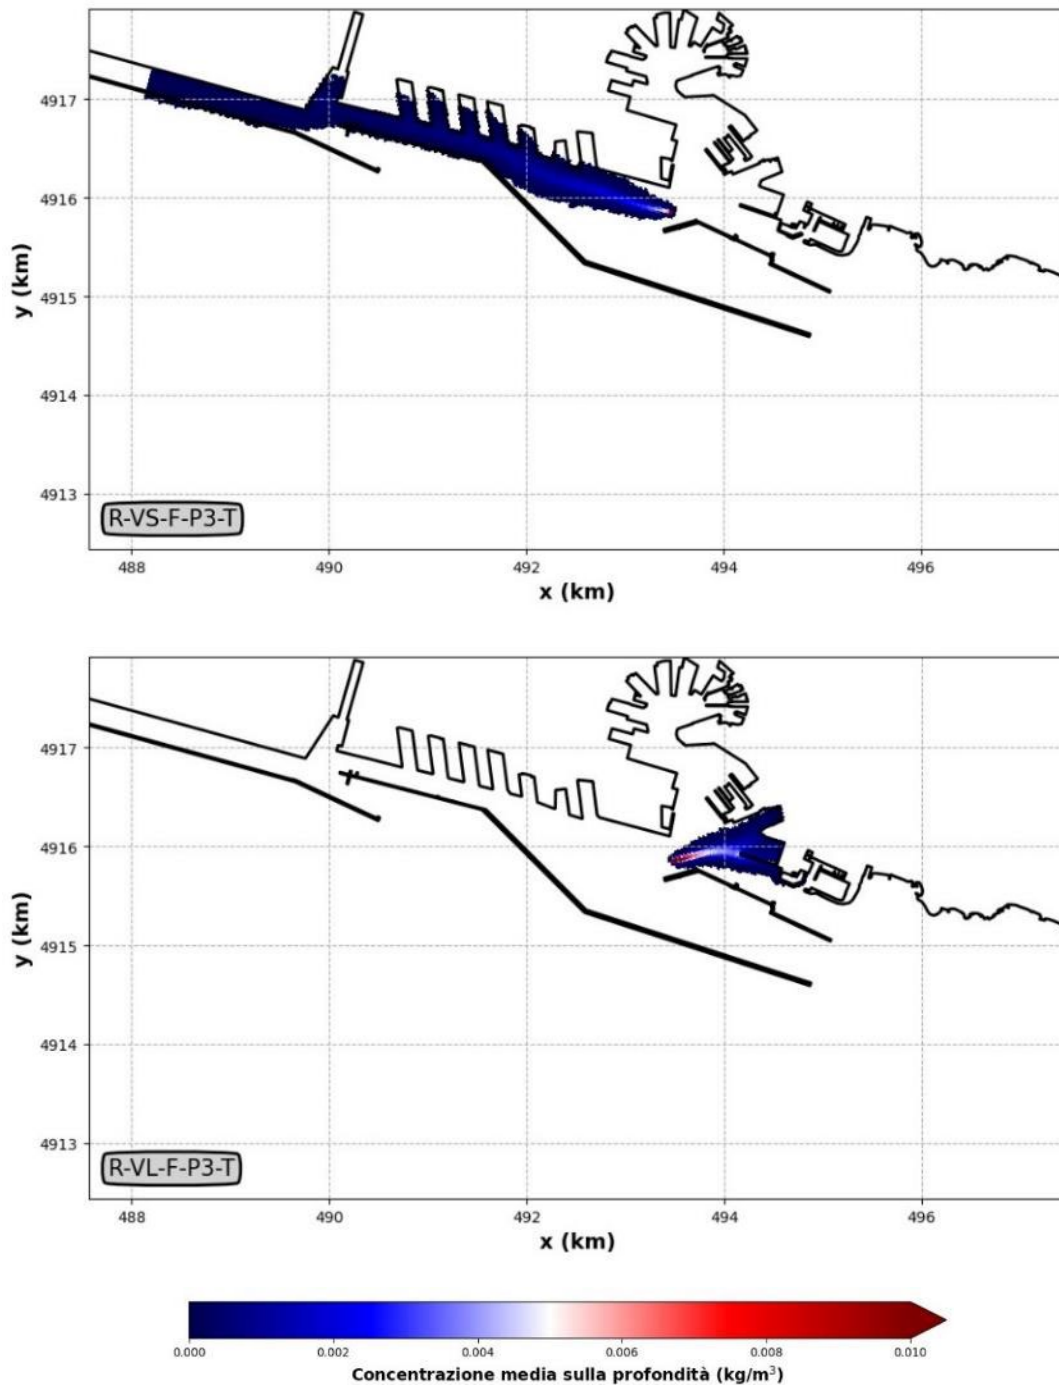 4917
4916
4915
4914
4913
y (km)
R-VS-F-P3-T
488 490 492 494 496
x (km)
4917
4916
4915
4914
4913
y (km)
R-VL-F-P3-T
488 490 492 494 496
x (km)
0.000 0.002 0.004 0.006 0.008 0.010
Concentrazione media sulla profondità (kg/m³)